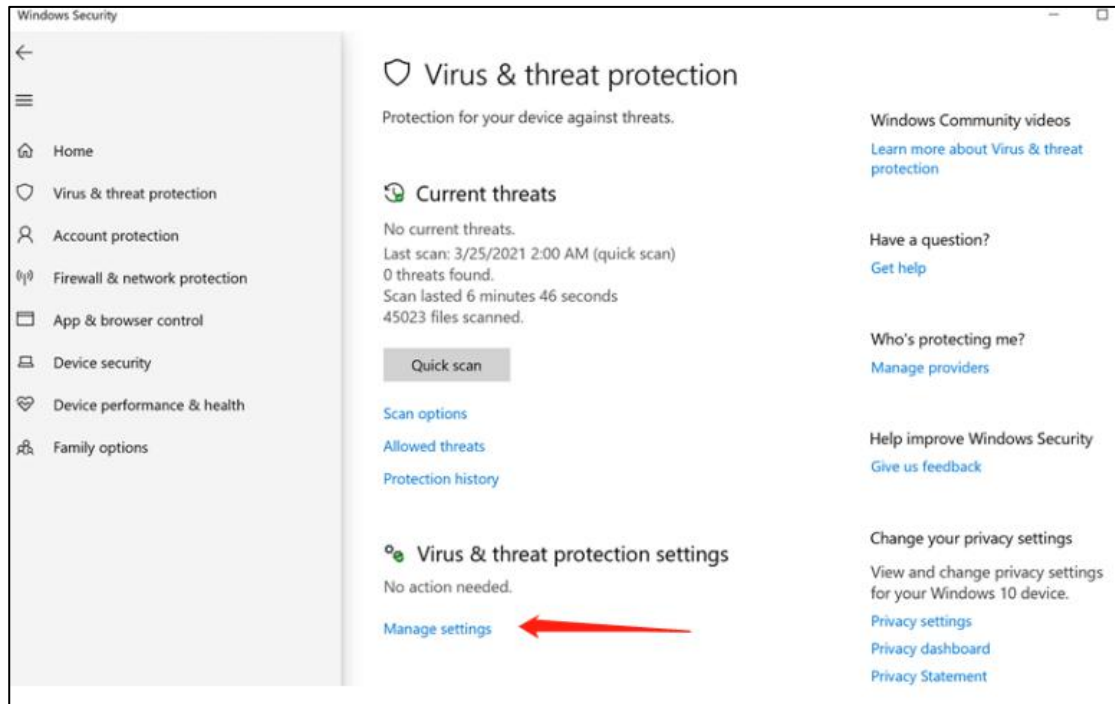 Windows Security
Home
Virus & threat protection
Account protection
Firewall & network protection
App & browser control
Device security
Device performance & health
Family options
Virus & threat protection
Protection for your device against threats.
Current threats
No current threats.
Last scan: 3/25/2021 2:00 AM (quick scan)
0 threats found.
Scan lasted 6 minutes 46 seconds
45023 files scanned.
Quick scan
Scan options
Allowed threats
Protection history
Virus & threat protection settings
No action needed.
Manage settings
Windows Community videos
Learn more about Virus & threat
protection
Have a question?
Get help
Who's protecting me?
Manage providers
Help improve Windows Security
Give us feedback
Change your privacy settings
View and change privacy settings
for your Windows 10 device.
Privacy settings
Privacy dashboard
Privacy Statement